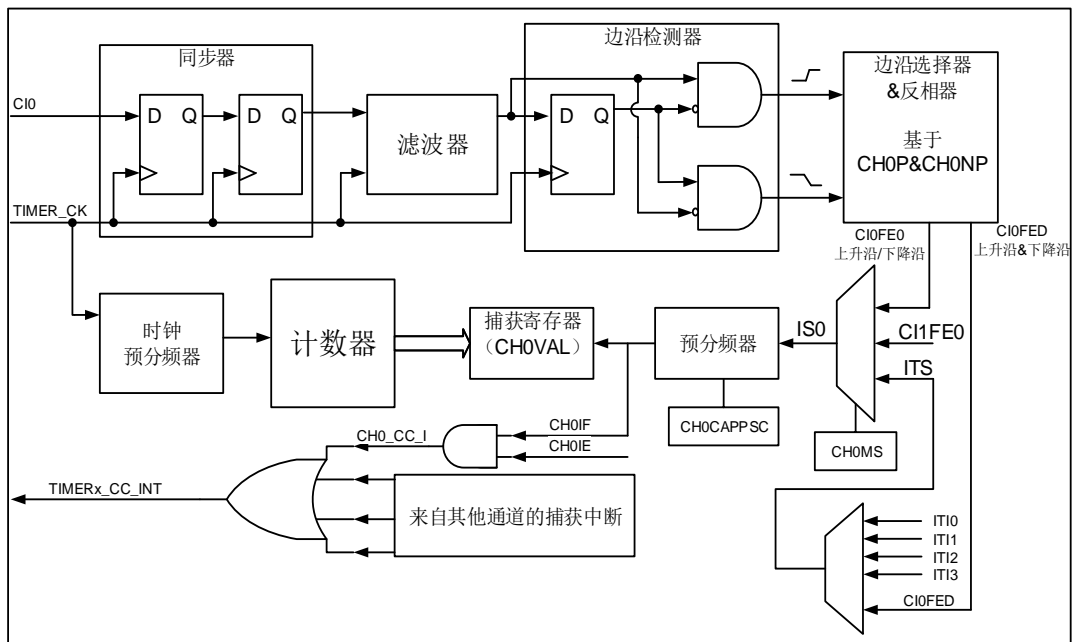 同步器
边沿检测器
CI0
D Q
D Q
滤波器
D Q
边沿选择器
&反相器
基于
CH0P&CH0NP
TIMER_CK
CI0FE0
上升沿/下降沿
CI0FED
上升沿&下降沿
时钟
预分频器
计数器
捕获寄存器
(CH0VAL)
预分频器
IS0
CI1FE0
ITS
CH0CAPPSC
CH0MS
CH0_CC_I
CH0IF
CH0IE
TIMERx_CC_INT
来自其他通道的捕获中断
ITI0
ITI1
ITI2
ITI3
CI0FED